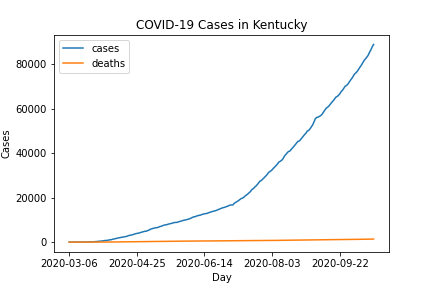 COVID-19 Cases in Kentucky
cases
deaths
80000
60000
40000
20000
0
Cases
2020-03-06 2020-04-25 2020-06-14 2020-08-03 2020-09-22
Day